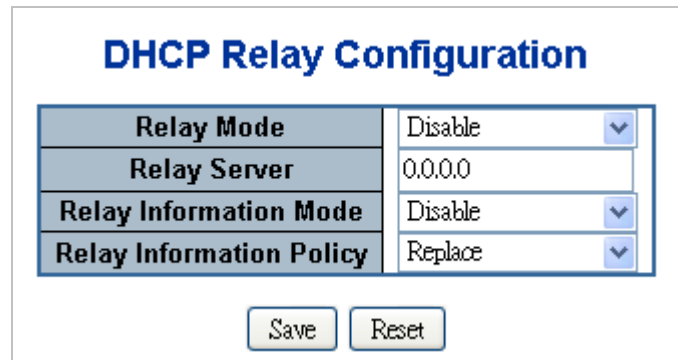 DHCP Relay Configuration
Relay Mode Disable
Relay Server 0.0.0.0
Relay Information Mode Disable
Relay Information Policy Replace
Save Reset